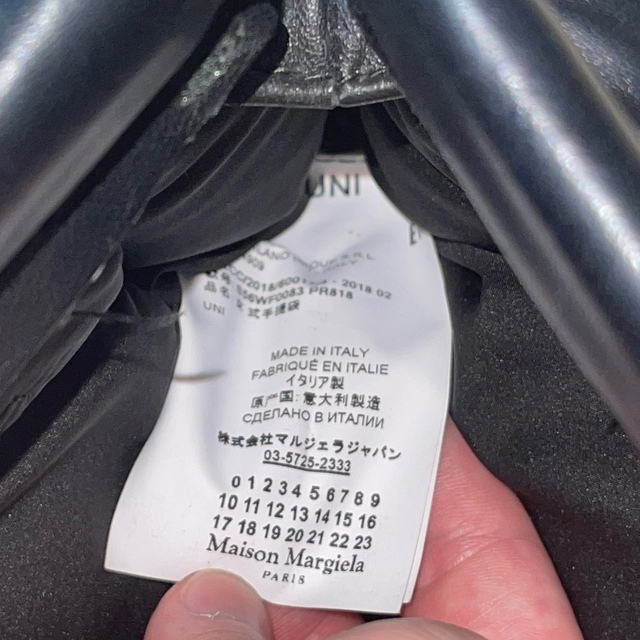 UNI
UNI
MADE IN ITALY
FABRIQUÉ EN ITALIE
イタリア製
原产国: 意大利製造
СДЕЛАНО В ИТАЛИИ
株式会社マルジェラジャパン
03-5725-2333
0 1 2 3 4 5 6 7 8 9
10 11 12 13 14 15 16
17 18 19 20 21 22 23
Maison Margiela
PARIS